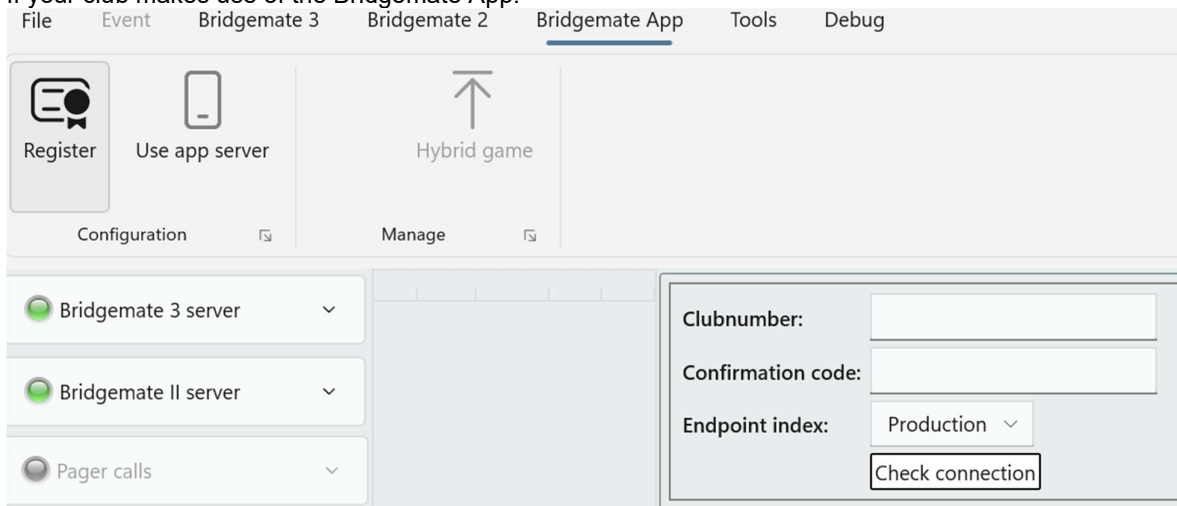 If your club makes use of the Bridgemate App.
File Event Bridgemate 3 Bridgemate 2 Bridgemate App Tools Debug
Register Use app server Hybrid game
Configuration Manage
Bridgemate 3 server
Bridgemate II server
Pager calls
Clubnumber:
Confirmation code:
Endpoint index: Production
Check connection